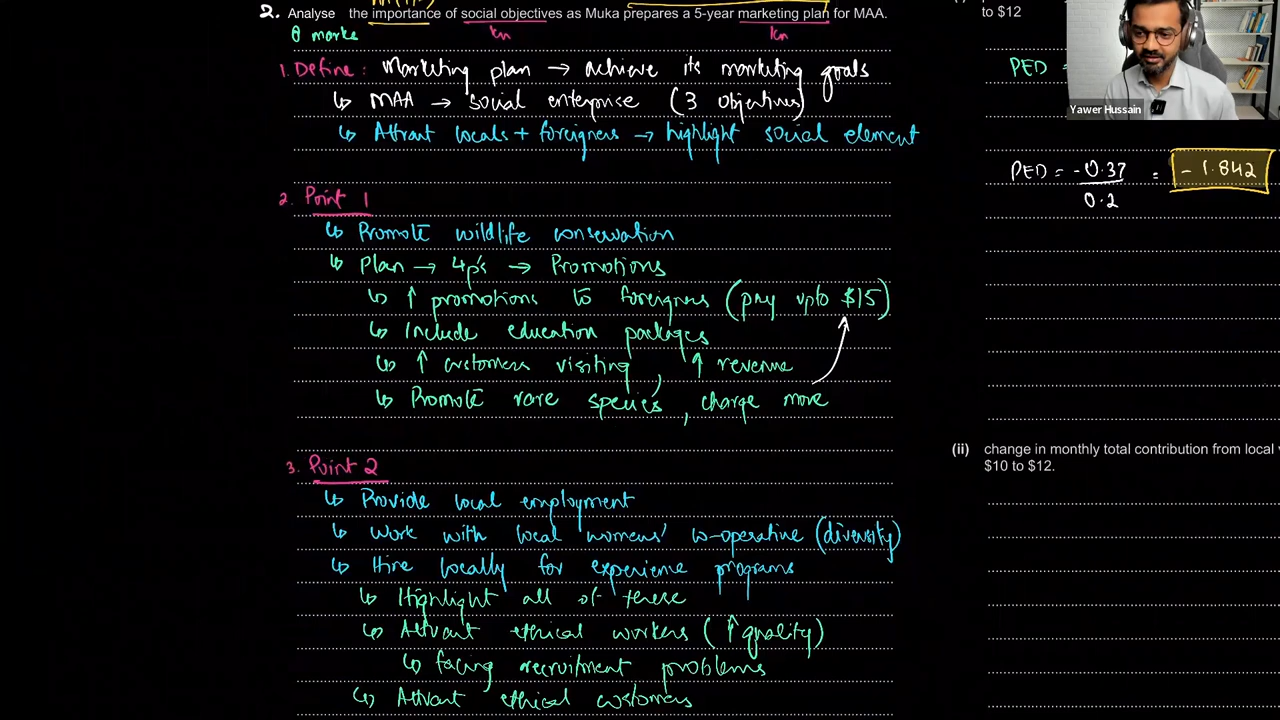 2. Analyse the importance of social objectives as Muka prepares a 5-year marketing plan for MAA.
8 marks
kn
kn
1. Define: Marketing plan → achieve its marketing goals
↳ MAA → social enterprise (3 objectives)
↳ Attract locals + foreigners → highlight social element
2. Point 1
↳ Promote wildlife conservation
↳ Plan → 4p's → Promotions
↳ ↑ promotions to foreigners (pay upto $15)
↳ Include education packages
↳ ↑ customers visiting, ↑ revenue
↳ Promote rare species, charge more
3. Point 2
↳ Provide local employment
↳ Work with local womens' co-operative (diversity)
↳ Hire locally for experience programs
↳ Highlight all of these
↳ Attract ethical workers (↑ quality)
↳ facing recruitment problems
↳ Attract ethical customers
to $12
PED =
Yawer Hussain
PED = -0.37 / 0.2 = -1.842
(ii) change in monthly total contribution from local
$10 to $12.